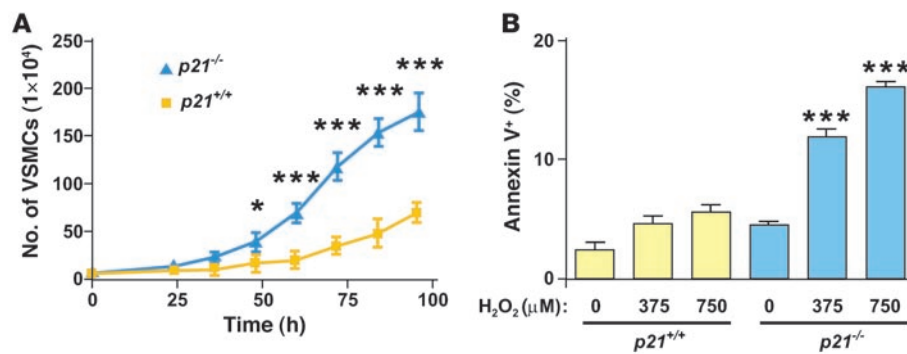 A
250
200
150
100
50
0
No. of VSMCs (1×10⁴)
p21⁻/⁻
p21⁺/⁺
*
***
***
***
***
0 25 50 75 100
Time (h)
B
20
10
0
Annexin V⁺ (%)
***
***
H₂O₂(μM): 0 375 750 0 375 750
p21⁺/⁺ p21⁻/⁻